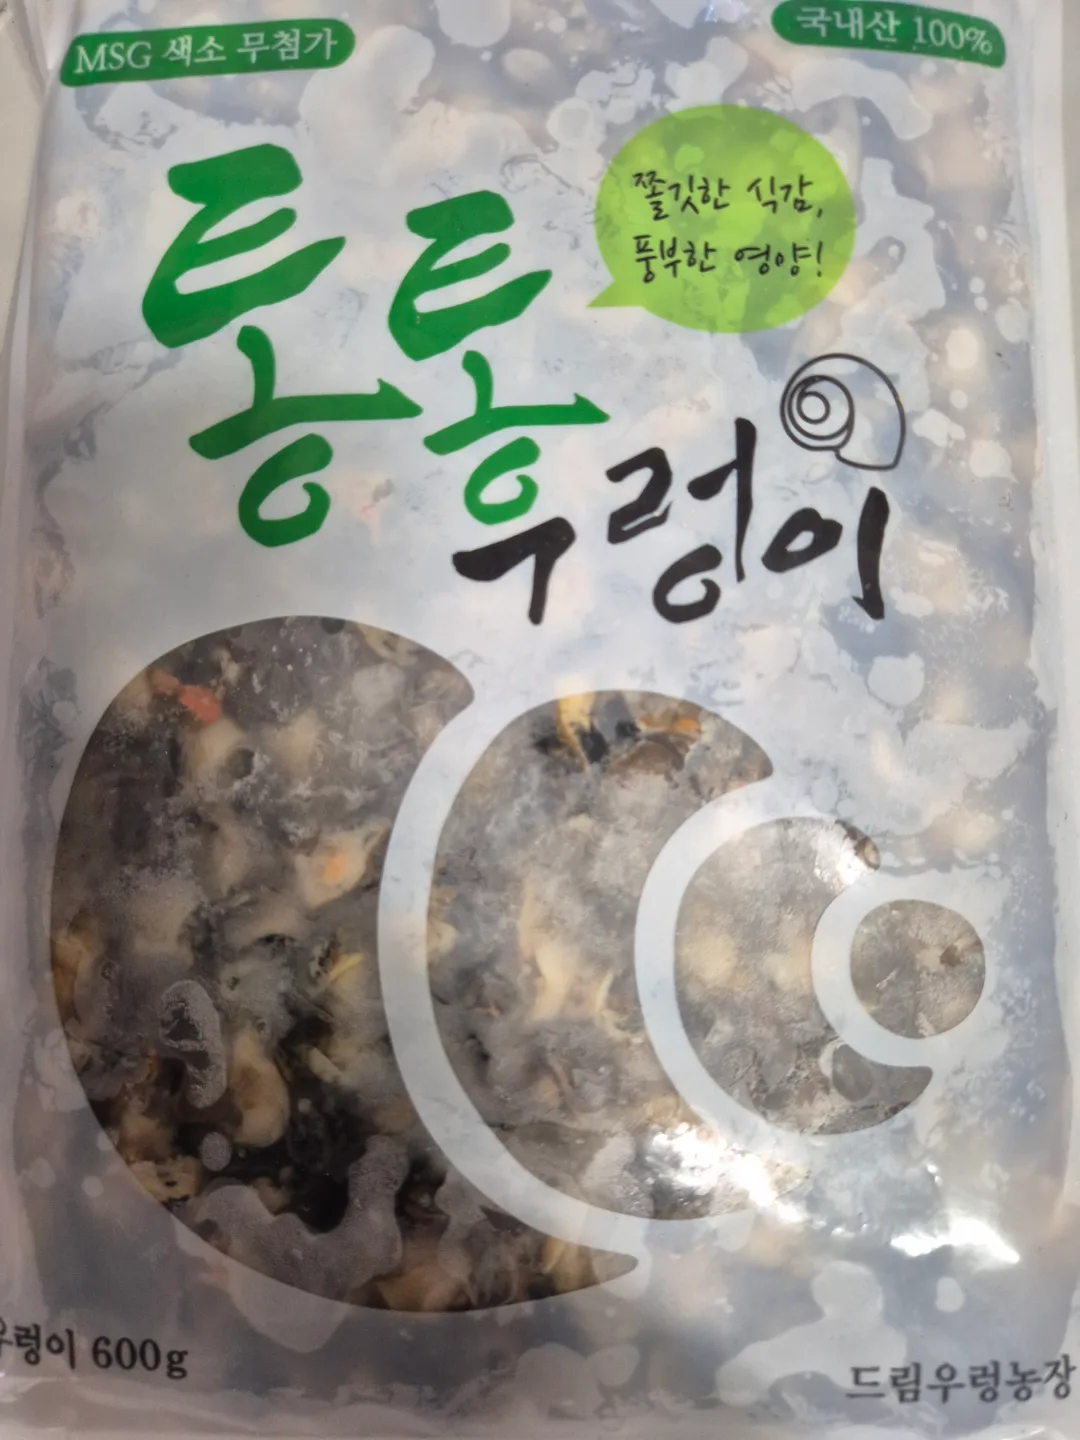 MSG 색소 무첨가
국내산 100%
쫄깃한 식감,
풍부한 영양!
통통
우렁이
우렁이 600g
드림우렁농장